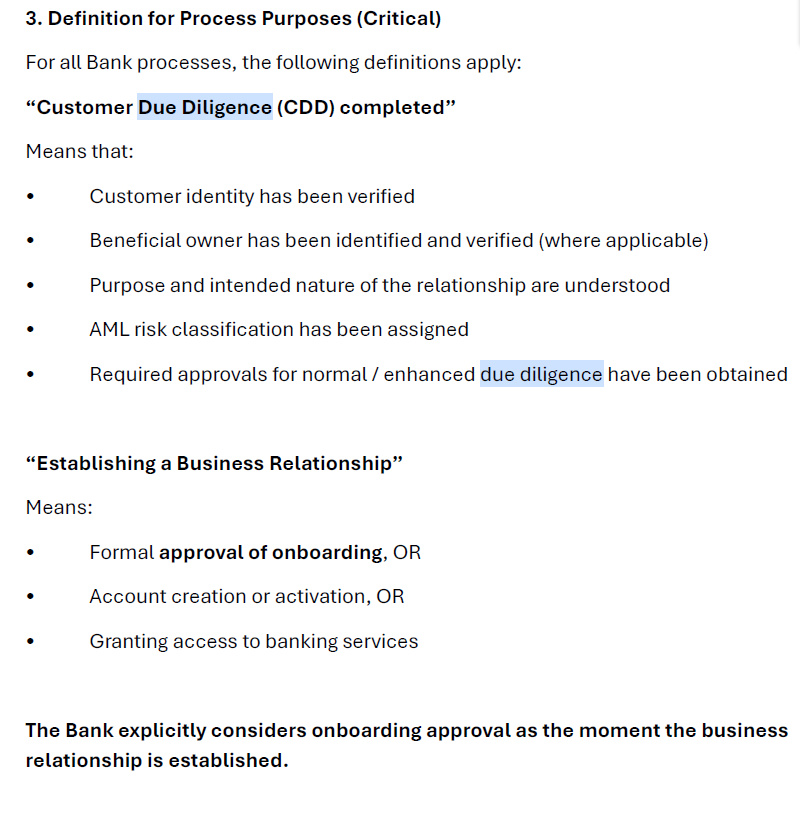 3. Definition for Process Purposes (Critical)
For all Bank processes, the following definitions apply:
“Customer Due Diligence (CDD) completed”
Means that:
• Customer identity has been verified
• Beneficial owner has been identified and verified (where applicable)
• Purpose and intended nature of the relationship are understood
• AML risk classification has been assigned
• Required approvals for normal / enhanced due diligence have been obtained
“Establishing a Business Relationship”
Means:
• Formal approval of onboarding, OR
• Account creation or activation, OR
• Granting access to banking services
The Bank explicitly considers onboarding approval as the moment the business
relationship is established.